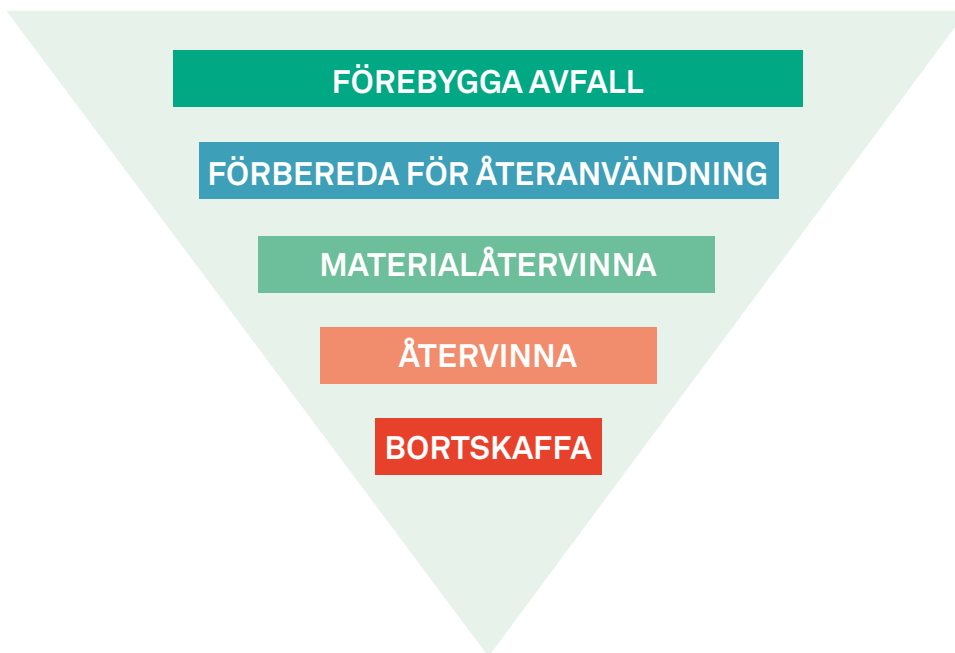 FÖREBYGGA AVFALL
FÖRBEREDA FÖR ÅTERANVÄNDNING
MATERIALÅTERVINNA
ÅTERVINNA
BORTSKAFFA